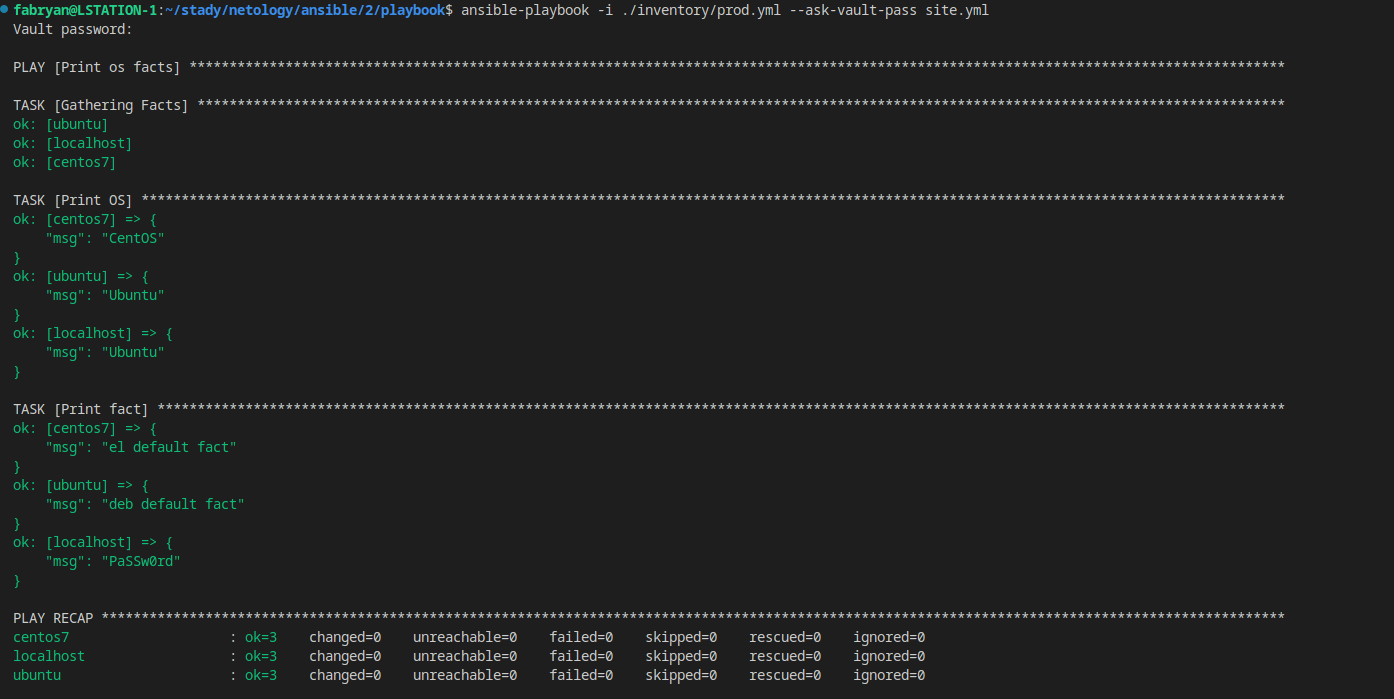 fabryan@LSTATION-1:~/stady/netology/ansible/2/playbook$ ansible-playbook -i ./inventory/prod.yml --ask-vault-pass site.yml
Vault password:
PLAY [Print os facts] *****************************************************************************************************************************************
TASK [Gathering Facts] ****************************************************************************************************************************************
ok: [ubuntu]
ok: [localhost]
ok: [centos7]
TASK [Print OS] ***********************************************************************************************************************************************
ok: [centos7] => {
    "msg": "CentOS"
}
ok: [ubuntu] => {
    "msg": "Ubuntu"
}
ok: [localhost] => {
    "msg": "Ubuntu"
}
TASK [Print fact] *********************************************************************************************************************************************
ok: [centos7] => {
    "msg": "el default fact"
}
ok: [ubuntu] => {
    "msg": "deb default fact"
}
ok: [localhost] => {
    "msg": "PaSSw0rd"
}
PLAY RECAP ****************************************************************************************************************************************************
centos7                    : ok=3    changed=0    unreachable=0    failed=0    skipped=0    rescued=0    ignored=0
localhost                  : ok=3    changed=0    unreachable=0    failed=0    skipped=0    rescued=0    ignored=0
ubuntu                     : ok=3    changed=0    unreachable=0    failed=0    skipped=0    rescued=0    ignored=0